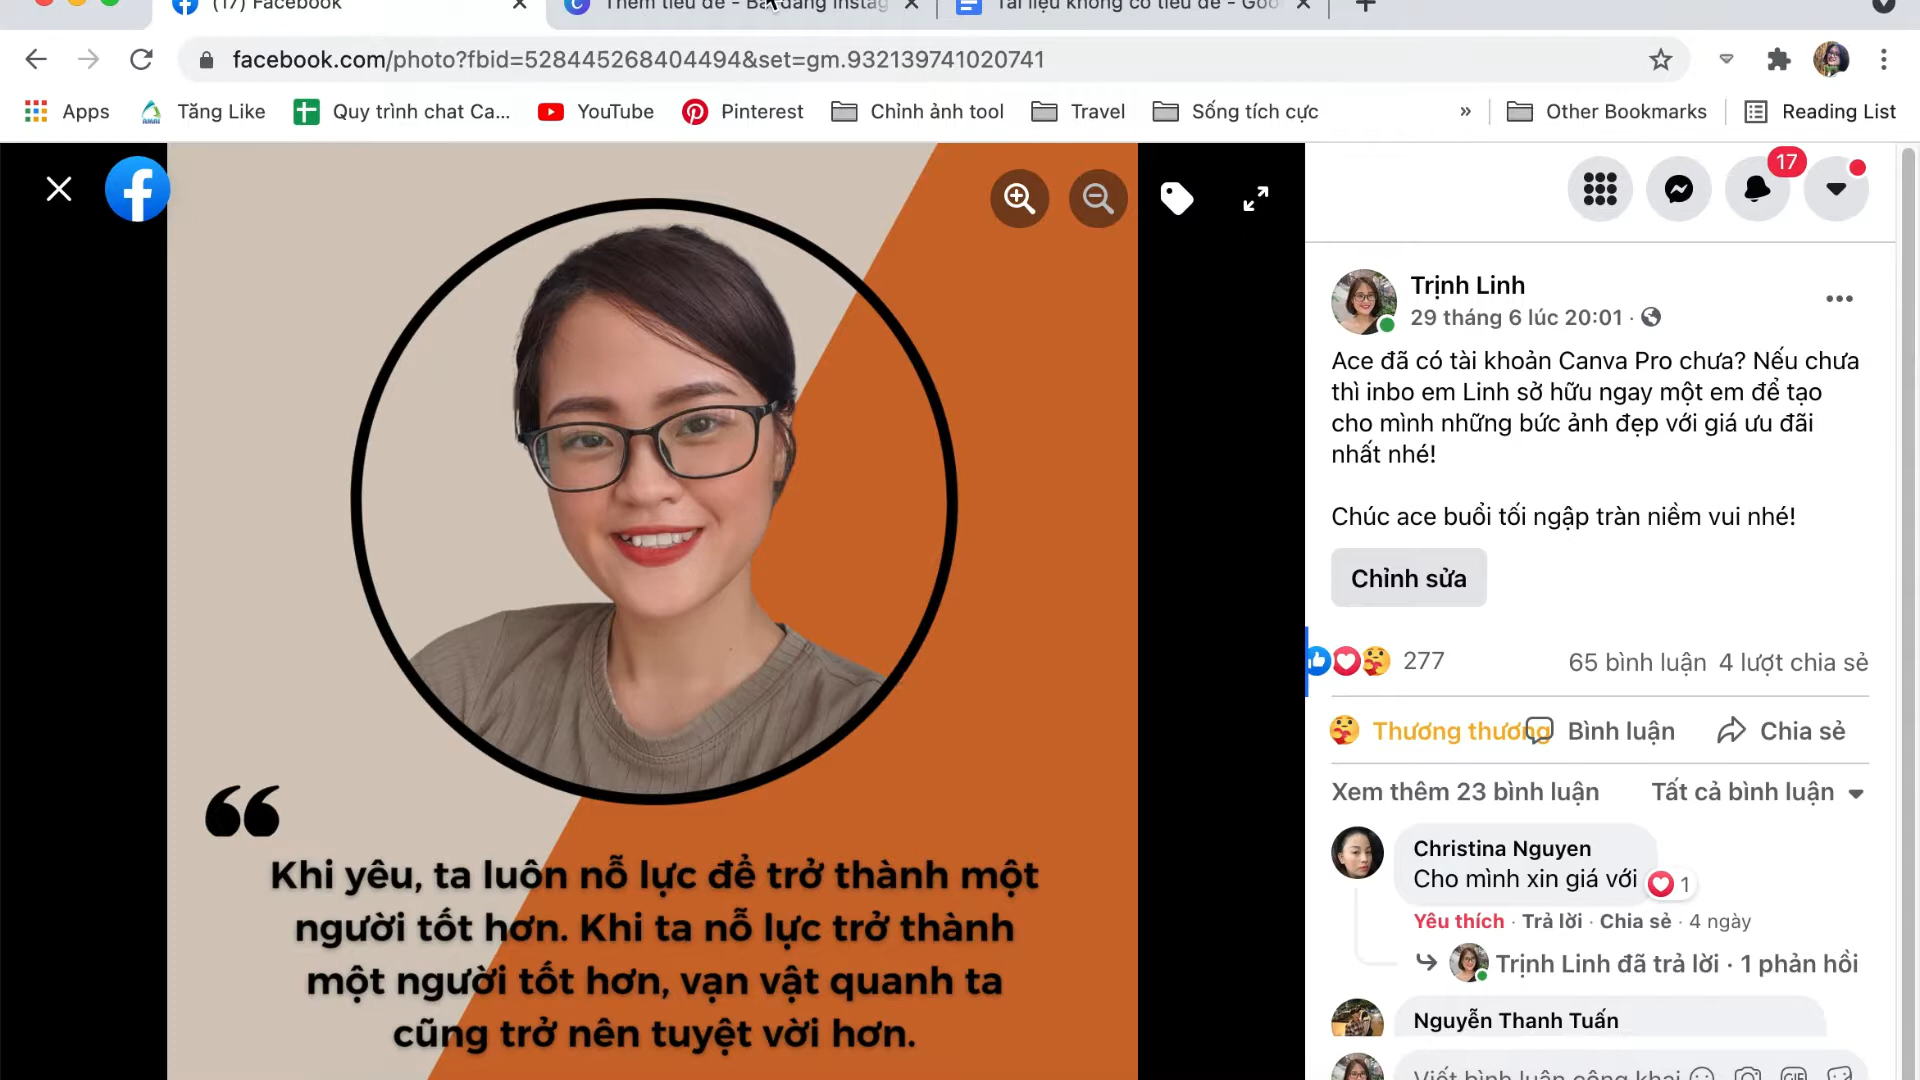 (17) Facebook
Thêm tiêu đề - Bài đăng Instag
Tài liệu không có tiêu đề - Goo
facebook.com/photo?fbid=528445268404494&set=gm.932139741020741
Apps
Tăng Like
Quy trình chat Ca...
YouTube
Pinterest
Chỉnh ảnh tool
Travel
Sống tích cực
»
Other Bookmarks
Reading List
17
Trịnh Linh
29 tháng 6 lúc 20:01 ·
Ace đã có tài khoản Canva Pro chưa? Nếu chưa
thì inbo em Linh sở hữu ngay một em để tạo
cho mình những bức ảnh đẹp với giá ưu đãi
nhất nhé!
Chúc ace buổi tối ngập tràn niềm vui nhé!
Chỉnh sửa
277
65 bình luận 4 lượt chia sẻ
Thương thương
Bình luận
Chia sẻ
Xem thêm 23 bình luận
Tất cả bình luận
Christina Nguyen
Cho mình xin giá với
1
Yêu thích · Trả lời · Chia sẻ · 4 ngày
Trịnh Linh đã trả lời · 1 phản hồi
Nguyễn Thanh Tuấn
Viết bình luận công khai
GIF
Khi yêu, ta luôn nỗ lực để trở thành một
người tốt hơn. Khi ta nỗ lực trở thành
một người tốt hơn, vạn vật quanh ta
cũng trở nên tuyệt vời hơn.